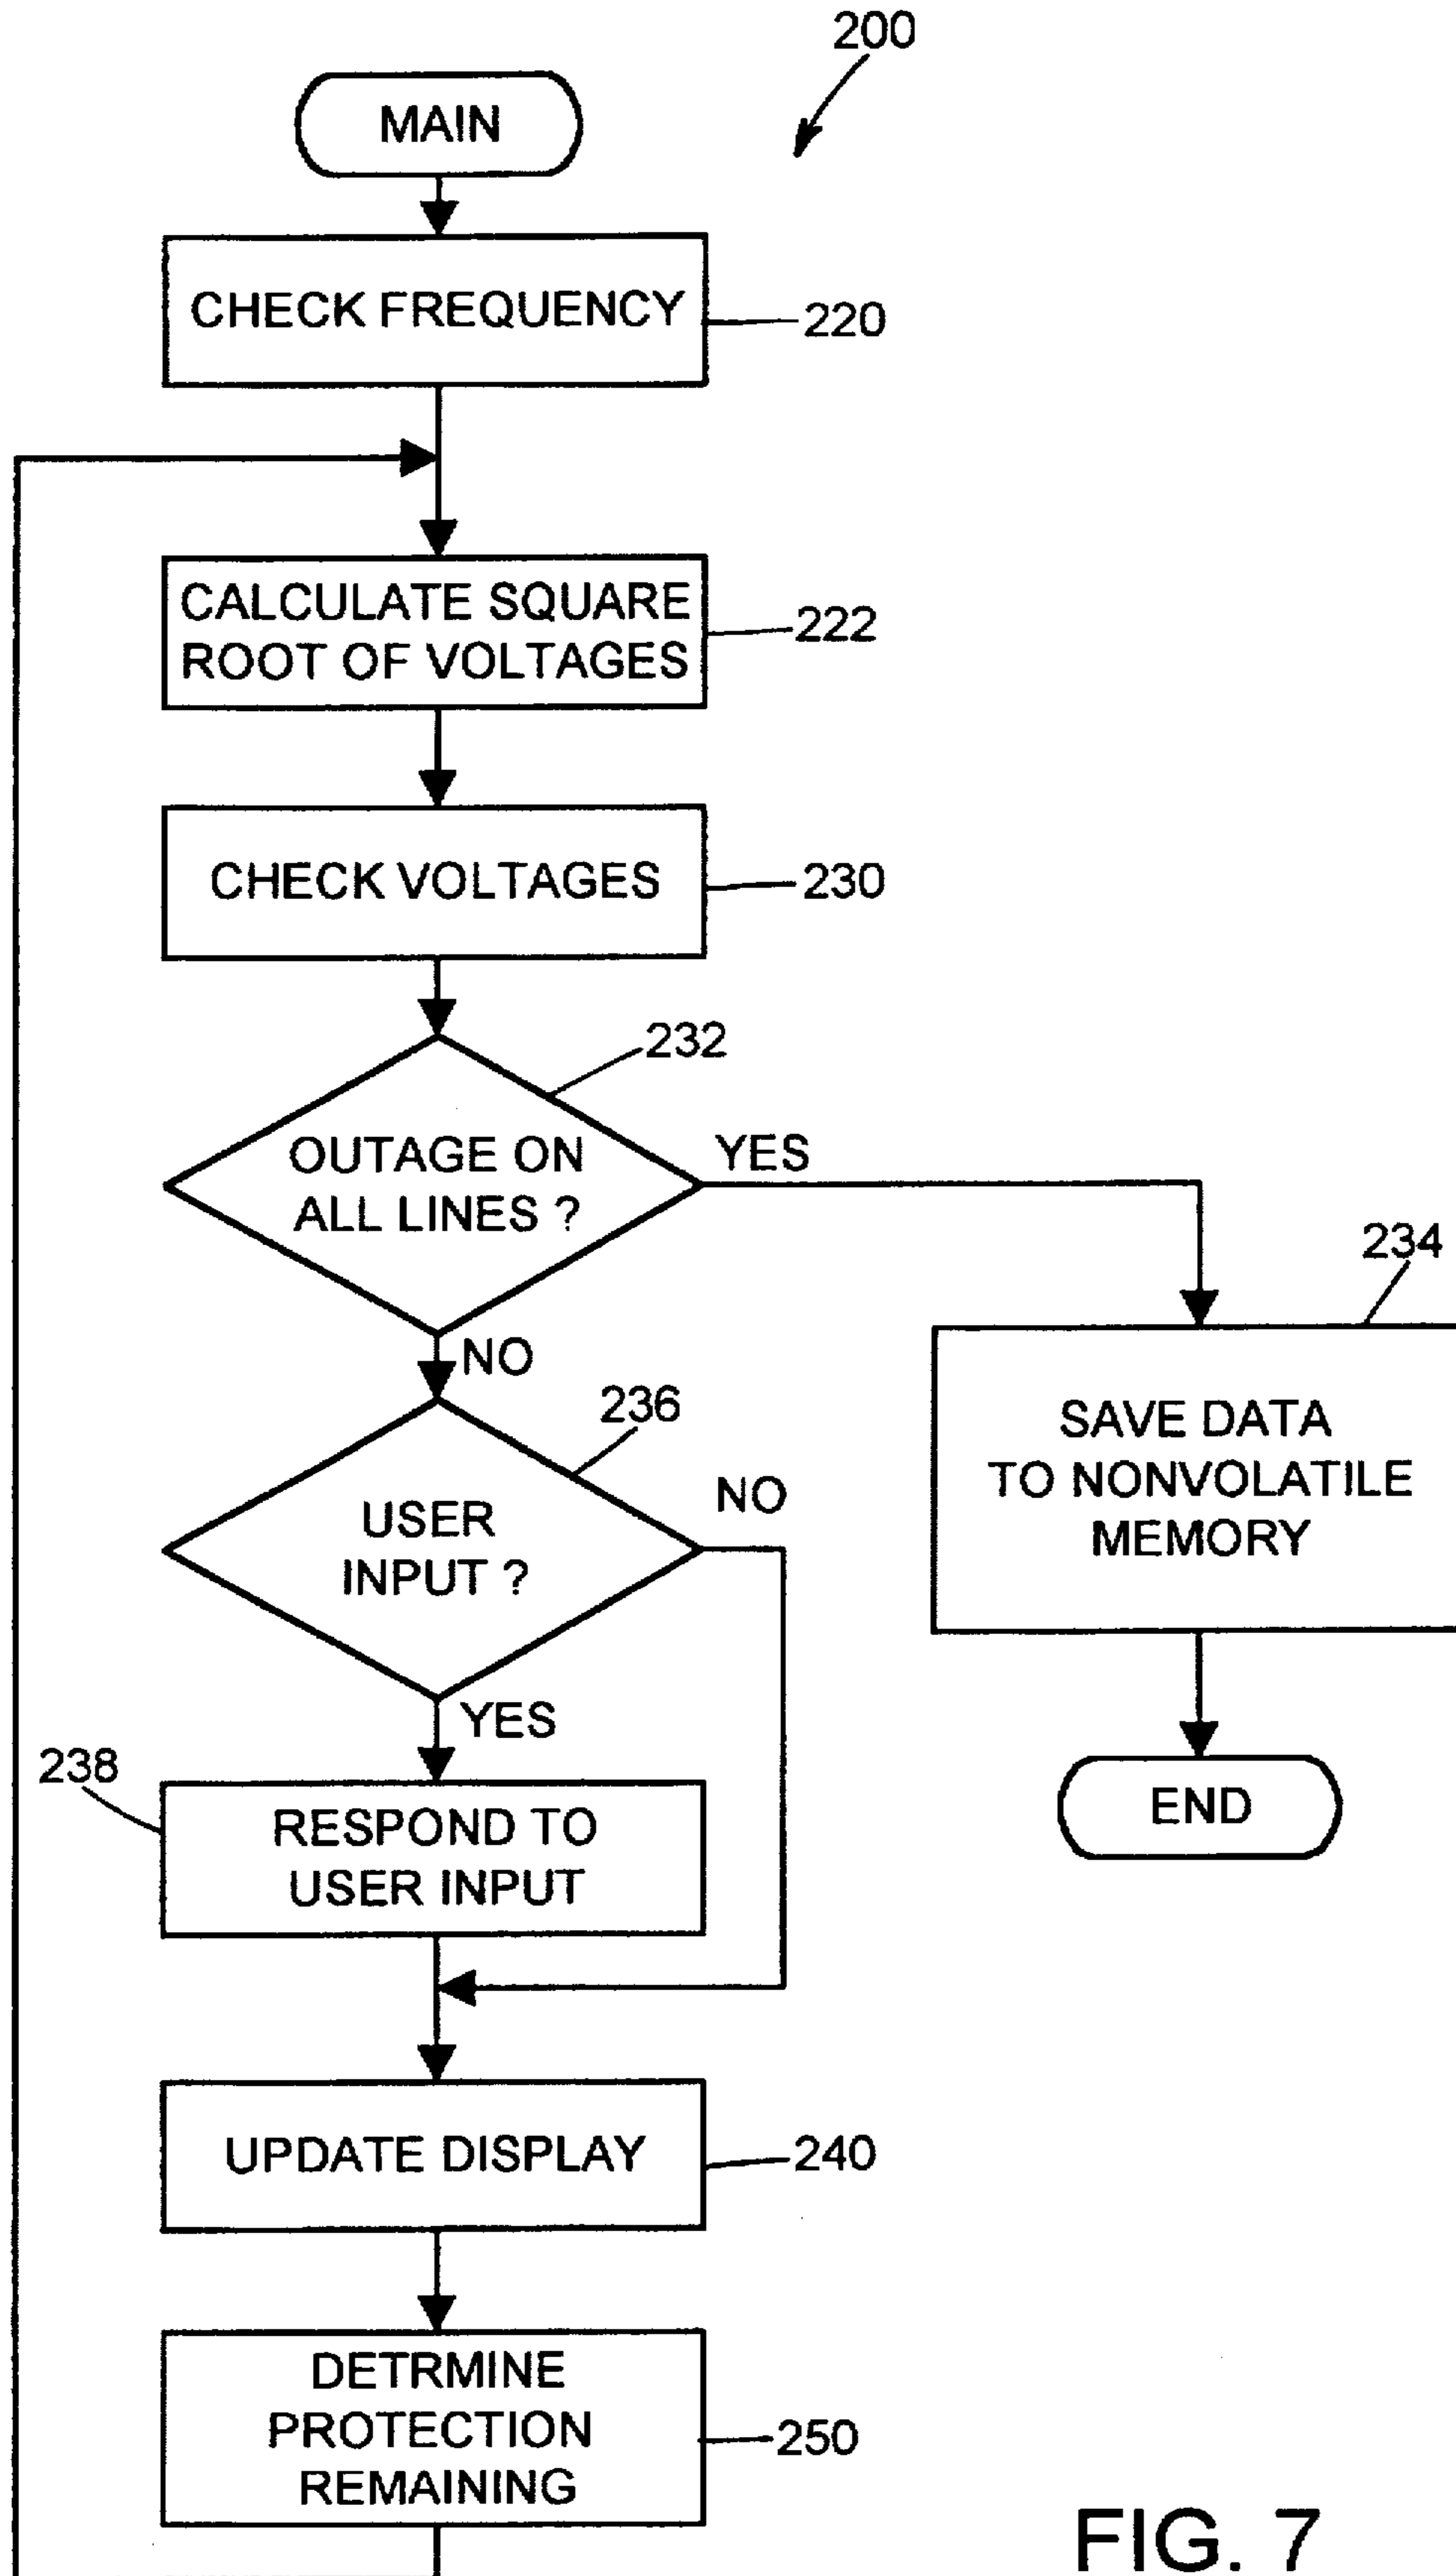 200
MAIN
CHECK FREQUENCY
220
CALCULATE SQUARE
ROOT OF VOLTAGES
222
CHECK VOLTAGES
230
232
OUTAGE ON
ALL LINES ?
YES
234
SAVE DATA
TO NONVOLATILE
MEMORY
END
NO
236
USER
INPUT ?
NO
YES
238
RESPOND TO
USER INPUT
UPDATE DISPLAY
240
DETRMINE
PROTECTION
REMAINING
250
FIG. 7